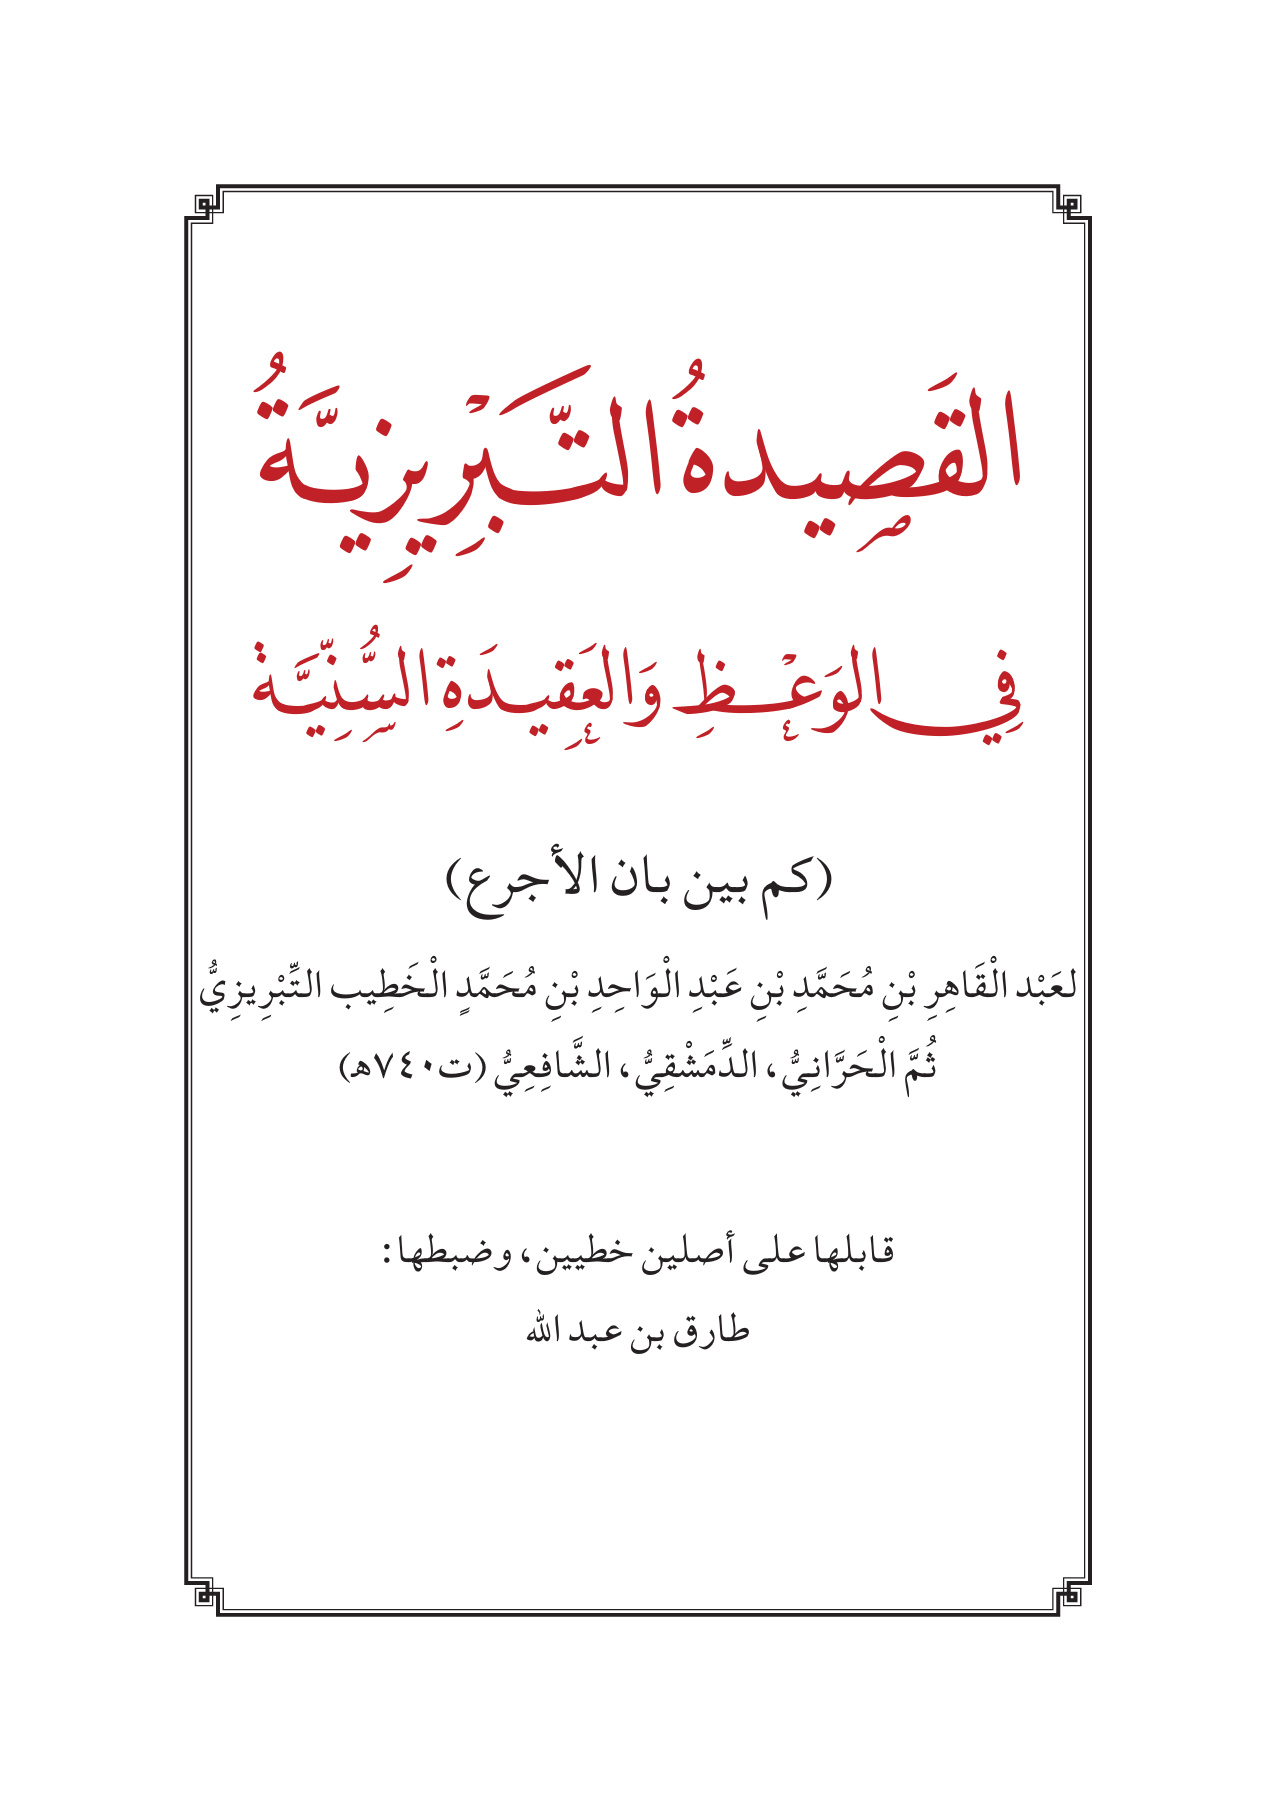 القَصِيدةُ التَّبْرِيزِيَّةُ
فِي الوَعْظِ وَالعَقِيدَةِ السُّنِّيَّة
(كم بين بان الأجرع)
لعَبْد الْقَاهِرِ بْنِ مُحَمَّدِ بْنِ عَبْدِ الْوَاحِدِ بْنِ مُحَمَّدٍ الْخَطِيب التِّبْرِيزِيُّ
ثُمَّ الْحَرَّانِيُّ، الدِّمَشْقِيُّ، الشَّافِعِيُّ (ت٧٤٠هـ)
قابلها على أصلين خطيين، وضبطها:
طارق بن عبد الله